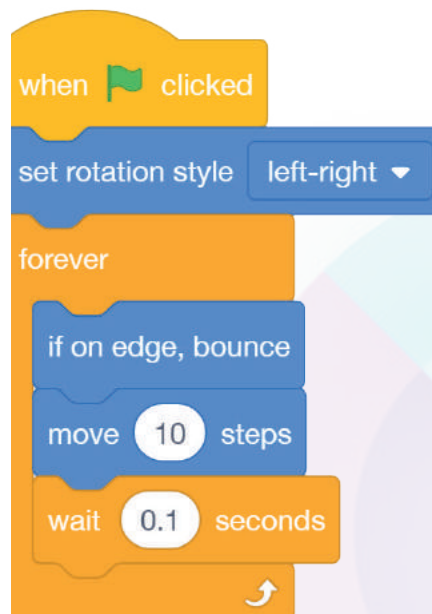 when clicked
set rotation style left-right
forever
if on edge, bounce
move 10 steps
wait 0.1 seconds